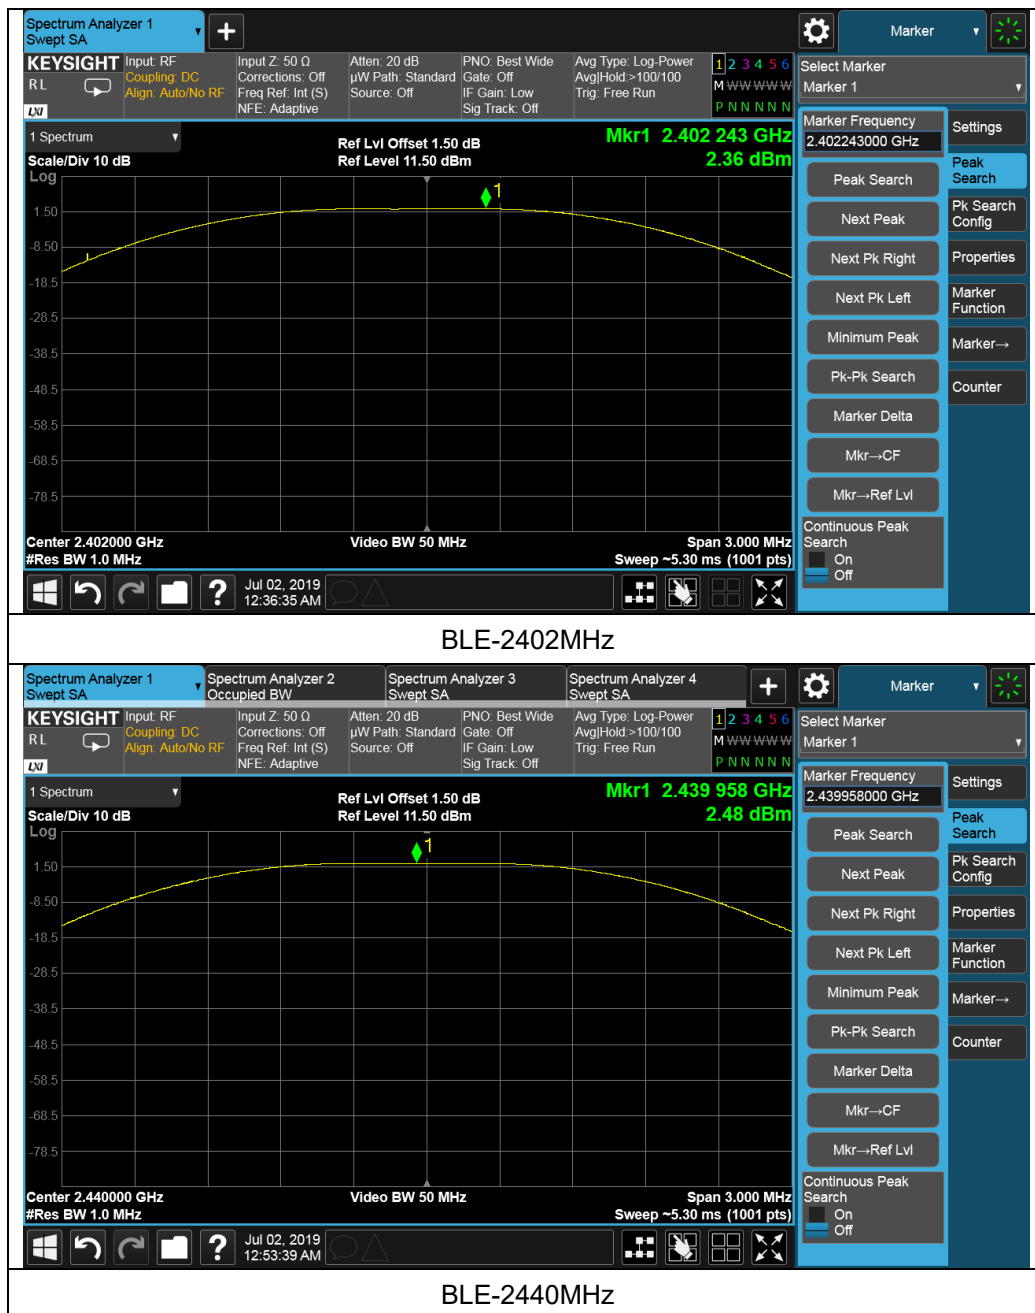 Spectrum Analyzer 1
Swept SA
Marker
KEYSIGHT
RL
LXI
Input: RF
Coupling: DC
Align: Auto/No RF
Input Z: 50 Ω
Corrections: Off
Freq Ref: Int (S)
NFE: Adaptive
Atten: 20 dB
µW Path: Standard
Source: Off
PNO: Best Wide
Gate: Off
IF Gain: Low
Sig Track: Off
Avg Type: Log-Power
Avg|Hold:>100/100
Trig: Free Run
1 2 3 4 5 6
M W W W W W
P N N N N N
Select Marker
Marker 1
1 Spectrum
Scale/Div 10 dB
Log
Ref Lvl Offset 1.50 dB
Ref Level 11.50 dBm
Mkr1 2.402 243 GHz
2.36 dBm
1
1.50
-8.50
-18.5
-28.5
-38.5
-48.5
-58.5
-68.5
-78.5
Center 2.402000 GHz
#Res BW 1.0 MHz
Video BW 50 MHz
Span 3.000 MHz
Sweep ~5.30 ms (1001 pts)
Marker Frequency
2.402243000 GHz
Peak Search
Next Peak
Next Pk Right
Next Pk Left
Minimum Peak
Pk-Pk Search
Marker Delta
Mkr→CF
Mkr→Ref Lvl
Continuous Peak
Search
On
Off
Settings
Peak
Search
Pk Search
Config
Properties
Marker
Function
Marker→
Counter
?
Jul 02, 2019
12:36:35 AM
BLE-2402MHz
Spectrum Analyzer 1
Swept SA
Spectrum Analyzer 2
Occupied BW
Spectrum Analyzer 3
Swept SA
Spectrum Analyzer 4
Swept SA
Marker
KEYSIGHT
RL
LXI
Input: RF
Coupling: DC
Align: Auto/No RF
Input Z: 50 Ω
Corrections: Off
Freq Ref: Int (S)
NFE: Adaptive
Atten: 20 dB
µW Path: Standard
Source: Off
PNO: Best Wide
Gate: Off
IF Gain: Low
Sig Track: Off
Avg Type: Log-Power
Avg|Hold:>100/100
Trig: Free Run
1 2 3 4 5 6
M W W W W W
P N N N N N
Select Marker
Marker 1
1 Spectrum
Scale/Div 10 dB
Log
Ref Lvl Offset 1.50 dB
Ref Level 11.50 dBm
Mkr1 2.439 958 GHz
2.48 dBm
1
1.50
-8.50
-18.5
-28.5
-38.5
-48.5
-58.5
-68.5
-78.5
Center 2.440000 GHz
#Res BW 1.0 MHz
Video BW 50 MHz
Span 3.000 MHz
Sweep ~5.30 ms (1001 pts)
Marker Frequency
2.439958000 GHz
Peak Search
Next Peak
Next Pk Right
Next Pk Left
Minimum Peak
Pk-Pk Search
Marker Delta
Mkr→CF
Mkr→Ref Lvl
Continuous Peak
Search
On
Off
Settings
Peak
Search
Pk Search
Config
Properties
Marker
Function
Marker→
Counter
?
Jul 02, 2019
12:53:39 AM
BLE-2440MHz